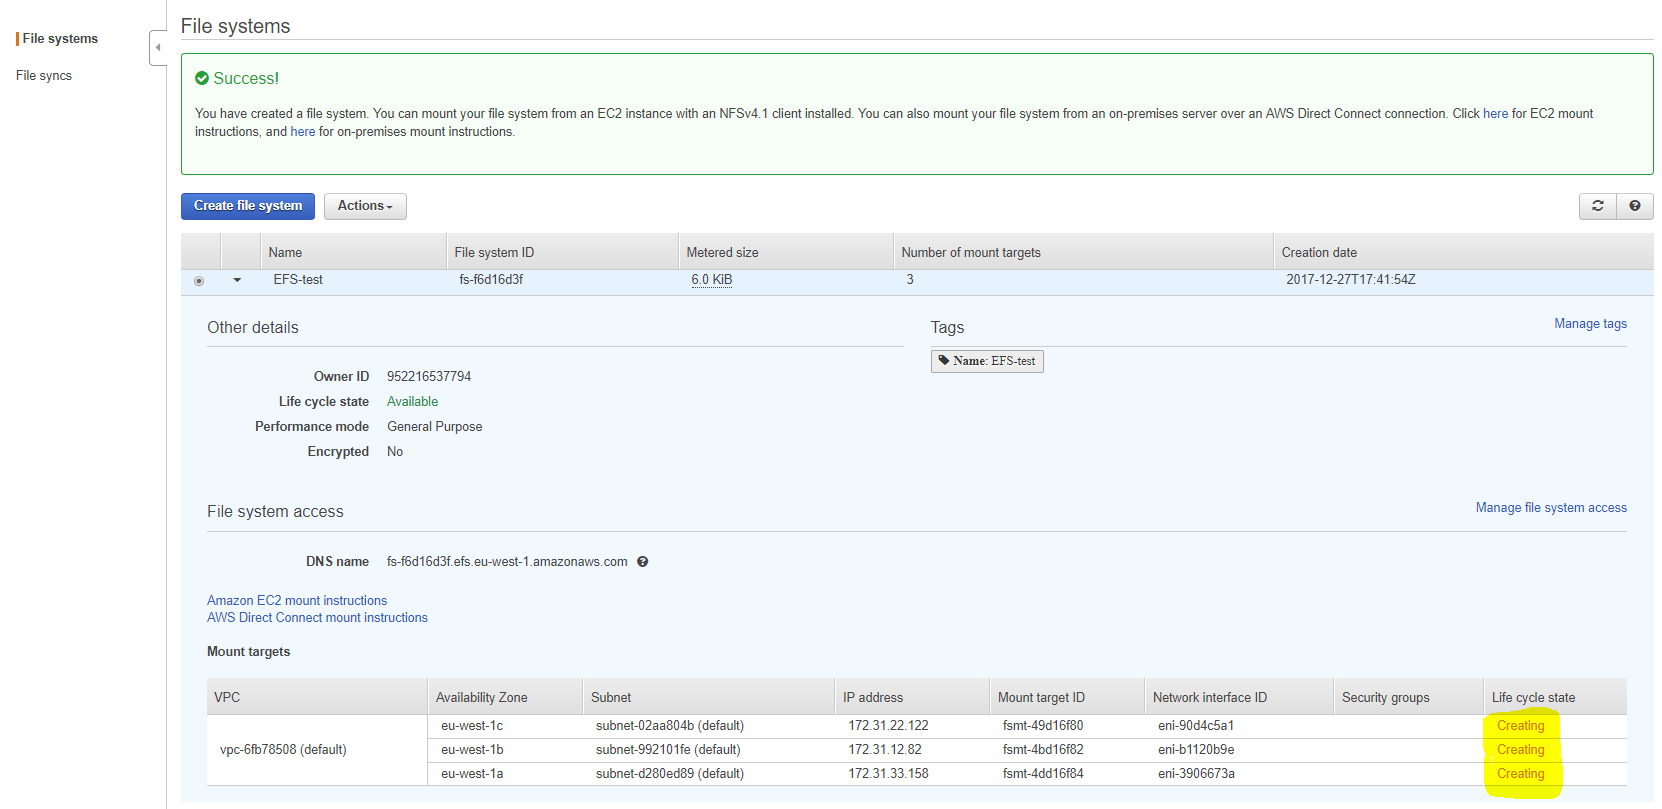 File systems
File syncs
File systems
Success!
You have created a file system. You can mount your file system from an EC2 instance with an NFSv4.1 client installed. You can also mount your file system from an on-premises server over an AWS Direct Connect connection. Click here for EC2 mount
instructions, and here for on-premises mount instructions.
Create file system Actions
Name File system ID Metered size Number of mount targets Creation date
EFS-test fs-f6d16d3f 6.0 KiB 3 2017-12-27T17:41:54Z
Other details Tags Manage tags
Name: EFS-test
Owner ID 952216537794
Life cycle state Available
Performance mode General Purpose
Encrypted No
File system access Manage file system access
DNS name fs-f6d16d3f.efs.eu-west-1.amazonaws.com
Amazon EC2 mount instructions
AWS Direct Connect mount instructions
Mount targets
VPC Availability Zone Subnet IP address Mount target ID Network interface ID Security groups Life cycle state
eu-west-1c subnet-02aa804b (default) 172.31.22.122 fsmt-49d16f80 eni-90d4c5a1 Creating
vpc-6fb78508 (default) eu-west-1b subnet-992101fe (default) 172.31.12.82 fsmt-4bd16f82 eni-b1120b9e Creating
eu-west-1a subnet-d280ed89 (default) 172.31.33.158 fsmt-4dd16f84 eni-3906673a Creating